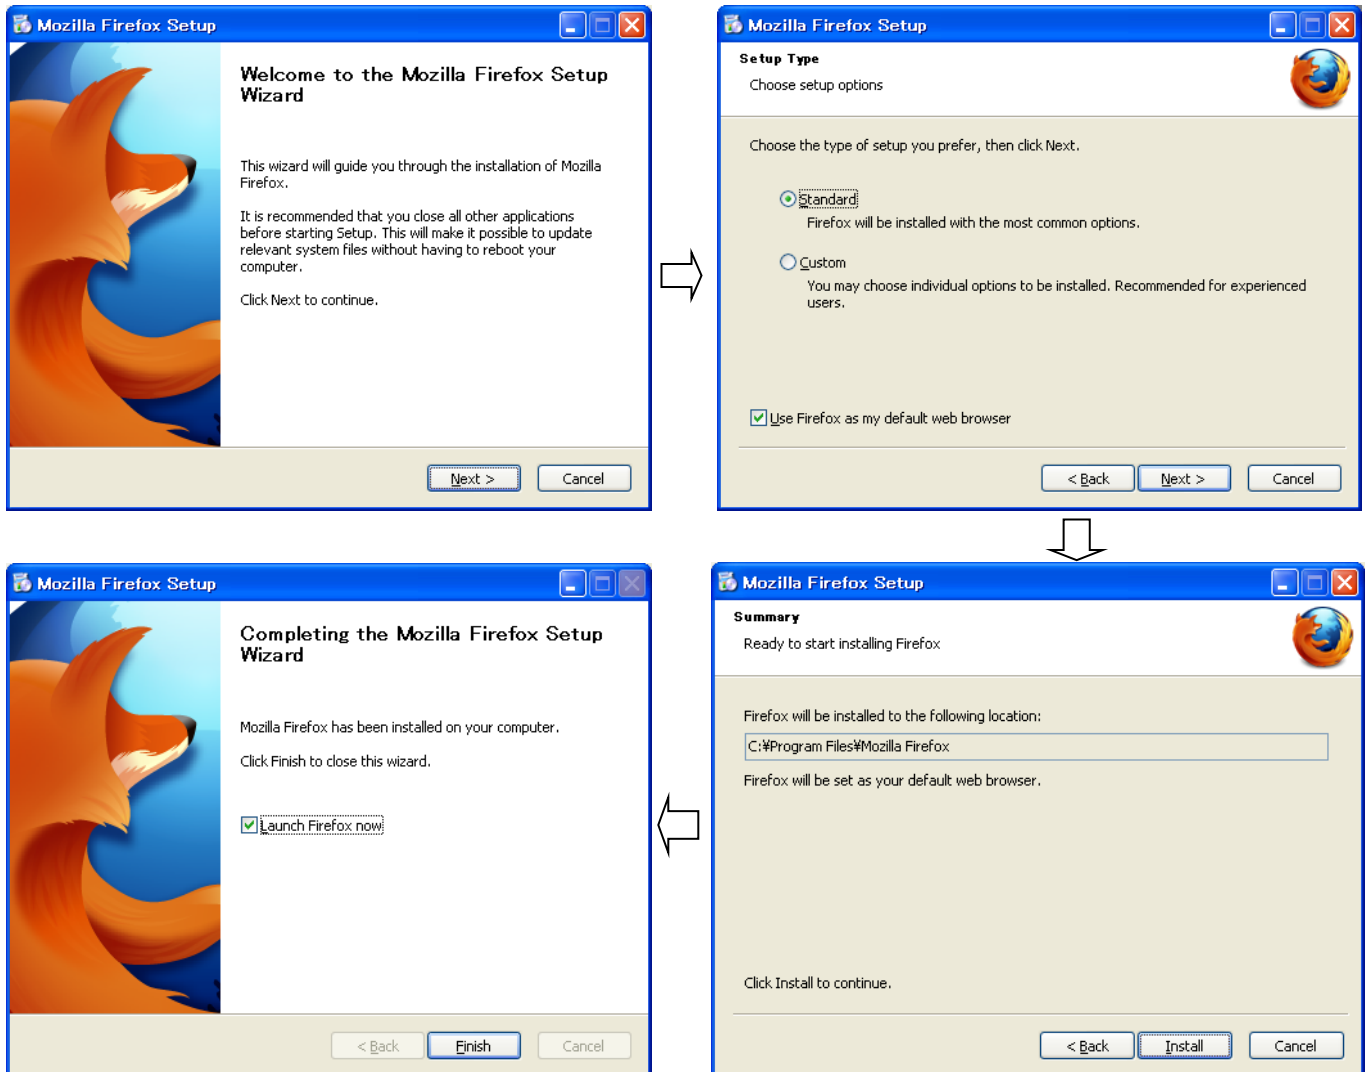 Mozilla Firefox Setup
Welcome to the Mozilla Firefox Setup
Wizard
This wizard will guide you through the installation of Mozilla
Firefox.
It is recommended that you close all other applications
before starting Setup. This will make it possible to update
relevant system files without having to reboot your
computer.
Click Next to continue.
Next >
Cancel
Mozilla Firefox Setup
Setup Type
Choose setup options
Choose the type of setup you prefer, then click Next.
Standard
Firefox will be installed with the most common options.
Custom
You may choose individual options to be installed. Recommended for experienced
users.
Use Firefox as my default web browser
< Back
Next >
Cancel
Mozilla Firefox Setup
Summary
Ready to start installing Firefox
Firefox will be installed to the following location:
C:¥Program Files¥Mozilla Firefox
Firefox will be set as your default web browser.
Click Install to continue.
< Back
Install
Cancel
Mozilla Firefox Setup
Completing the Mozilla Firefox Setup
Wizard
Mozilla Firefox has been installed on your computer.
Click Finish to close this wizard.
Launch Firefox now
< Back
Finish
Cancel